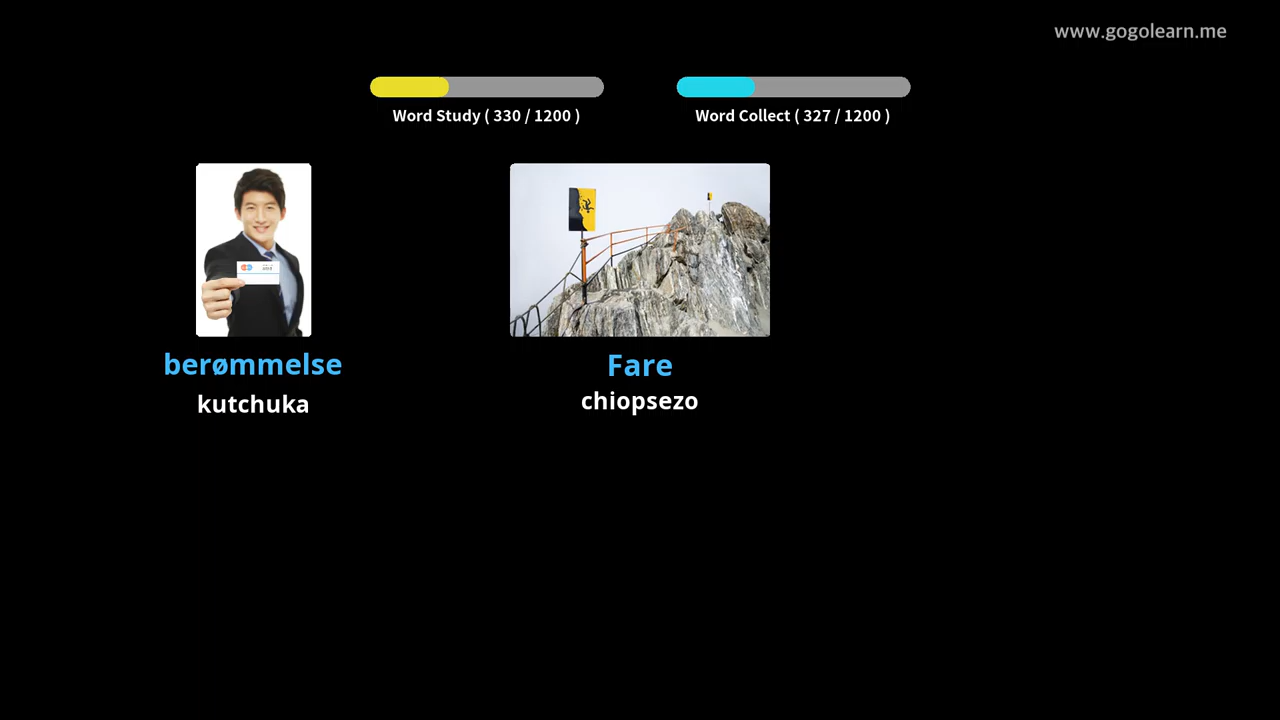 www.gogolearn.me
Word Study ( 330 / 1200 )
Word Collect ( 327 / 1200 )
berømmelse
kutchuka
Fare
chiopsezo